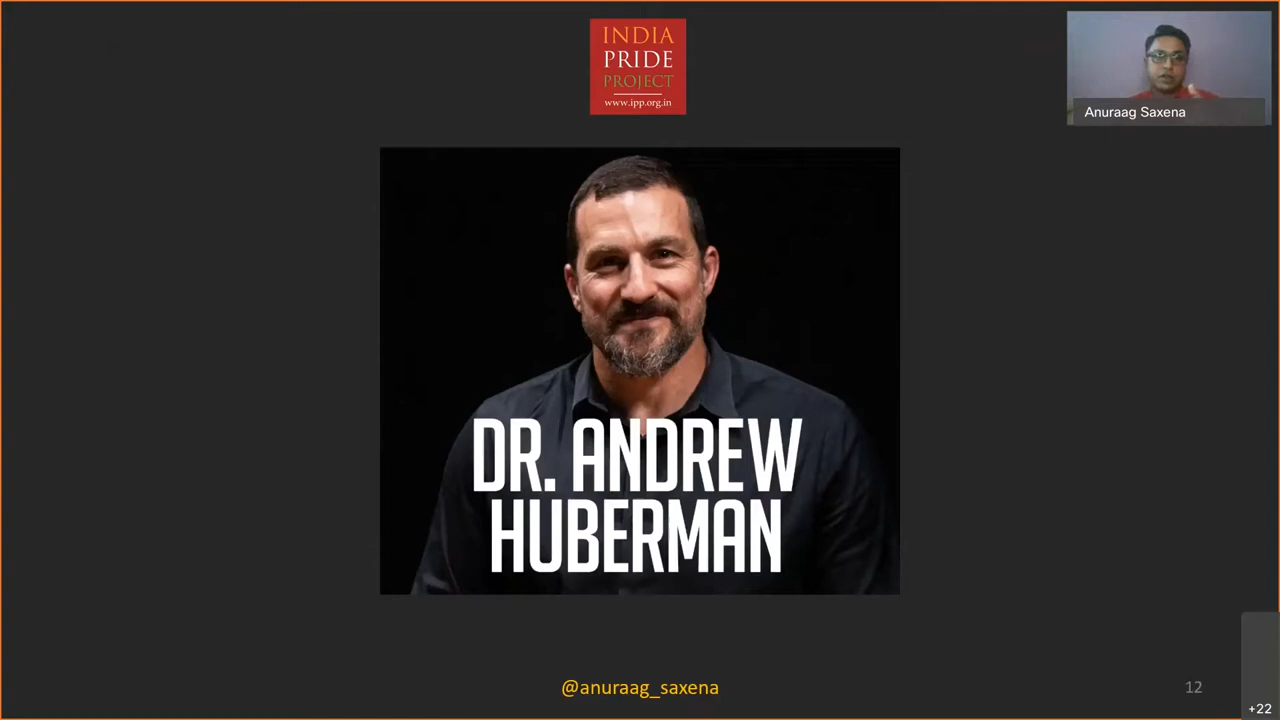 INDIA
PRIDE
PROJECT
www.ipp.org.in
Anuraag Saxena
DR. ANDREW
HUBERMAN
@anuraag_saxena
12
+22